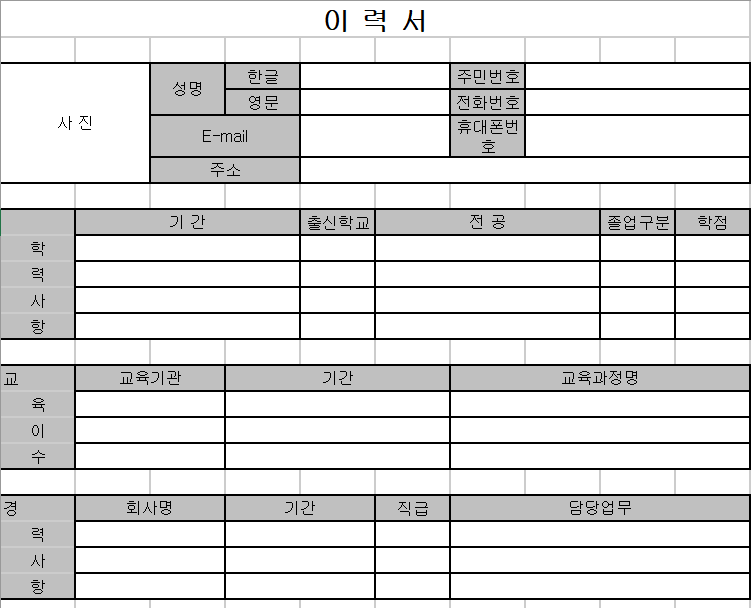 이 력 서
사 진
성명
한글
주민번호
영문
전화번호
E-mail
휴대폰번
호
주소
기 간
출신학교
전 공
졸업구분
학점
학
력
사
항
교
교육기관
기간
교육과정명
육
이
수
경
회사명
기간
직급
담당업무
력
사
항